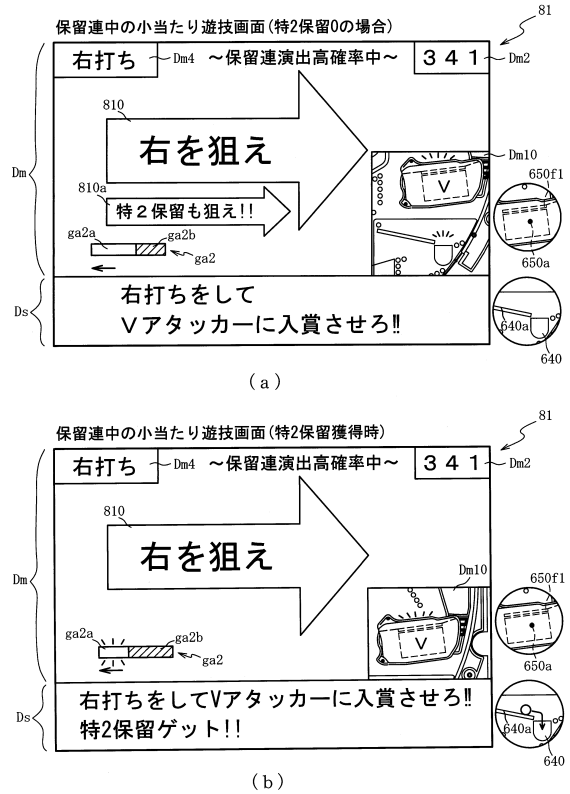 保留連中の小当たり遊技画面(特2保留0の場合)
81
右打ち
Dm4
～保留連演出高確率中～
341
Dm2
810
右を狙え
Dm
Dm10
V
810a
特２保留も狙え!!
650f1
ga2a
ga2b
ga2
650a
Ds
右打ちをして
Ｖアタッカーに入賞させろ!!
640a
640
(a)
保留連中の小当たり遊技画面(特2保留獲得時)
81
右打ち
Dm4
～保留連演出高確率中～
341
Dm2
810
右を狙え
Dm
Dm10
V
650f1
ga2a
ga2b
ga2
650a
Ds
右打ちをしてVアタッカーに入賞させろ!!
特2保留ゲット!!
640a
640
(b)